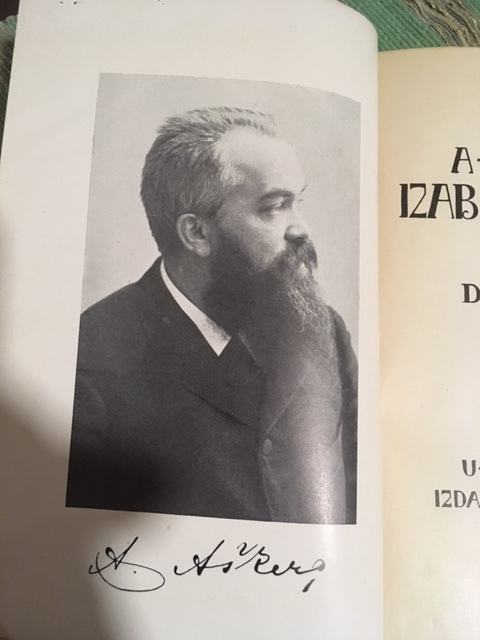 A. Aškerc
A-
IZAB
D
U-
IZDA